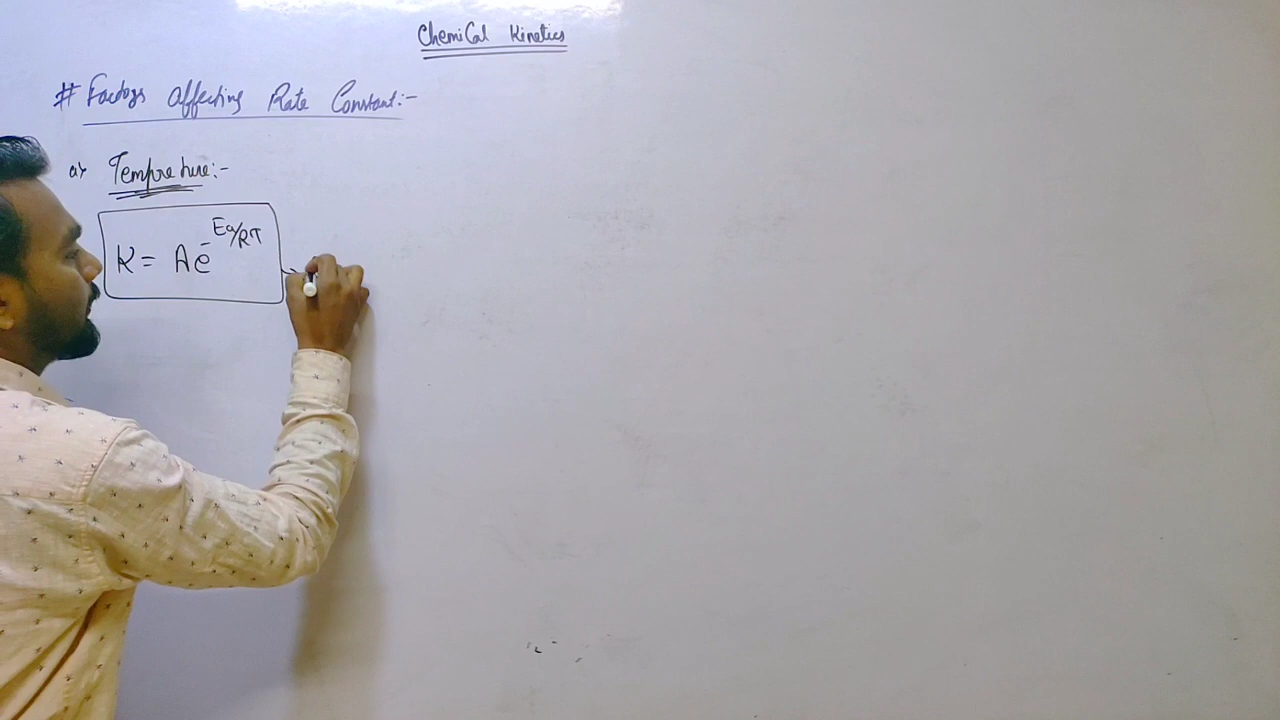 Chemical Kinetics
# Factors Affecting Rate Constant:-
a) Temprature:-
K = Ae^-Ea/RT